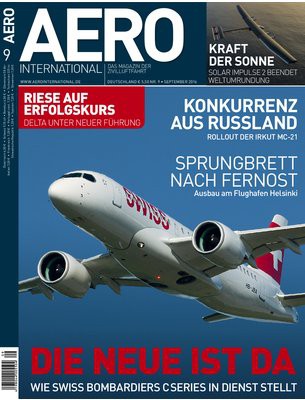 AERO
9
AERO
INTERNATIONAL
DAS MAGAZIN DER
ZIVILLUFTFAHRT
WWW.AEROINTERNATIONAL.DE
DEUTSCHLAND € 5,50 NR. 9 • SEPTEMBER 2016
KRAFT
DER SONNE
SOLAR IMPULSE 2 BEENDET
WELTUMRUNDUNG
RIESE AUF
ERFOLGSKURS
DELTA UNTER NEUER FÜHRUNG
KONKURRENZ
AUS RUSSLAND
ROLLOUT DER IRKUT MC-21
SPRUNGBRETT
NACH FERNOST
Ausbau am Flughafen Helsinki
SWISS
DIE NEUE IST DA
WIE SWISS BOMBARDIERS CSERIES IN DIENST STELLT